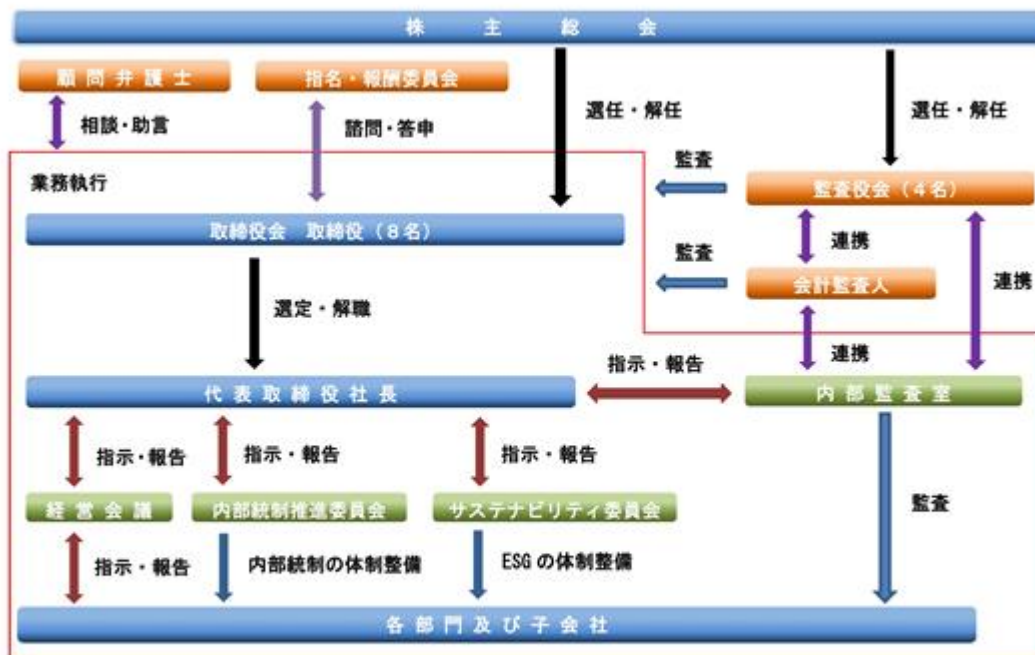 株主総会
顧問弁護士
指名・報酬委員会
相談・助言
諮問・答申
選任・解任
選任・解任
業務執行
監査
監査役会（4名）
取締役会 取締役（8名）
連携
監査
会計監査人
連携
選定・解職
連携
指示・報告
代表取締役社長
内部監査室
指示・報告
指示・報告
指示・報告
経営会議
内部統制推進委員会
サステナビリティ委員会
監査
指示・報告
内部統制の体制整備
ESGの体制整備
各部門及び子会社